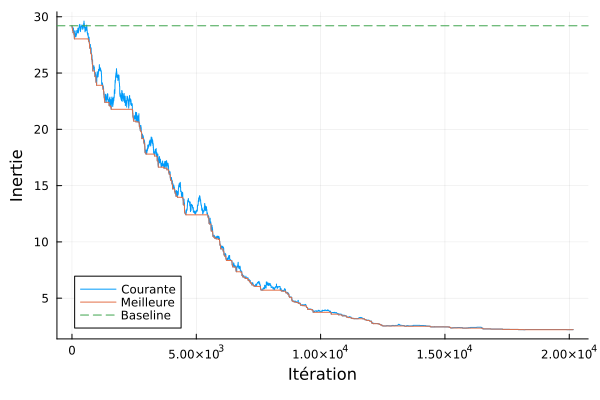 30
25
20
15
10
5
Inertie
Courante
Meilleure
Baseline
0
5.00×10³
1.00×10⁴
1.50×10⁴
2.00×10⁴
Itération